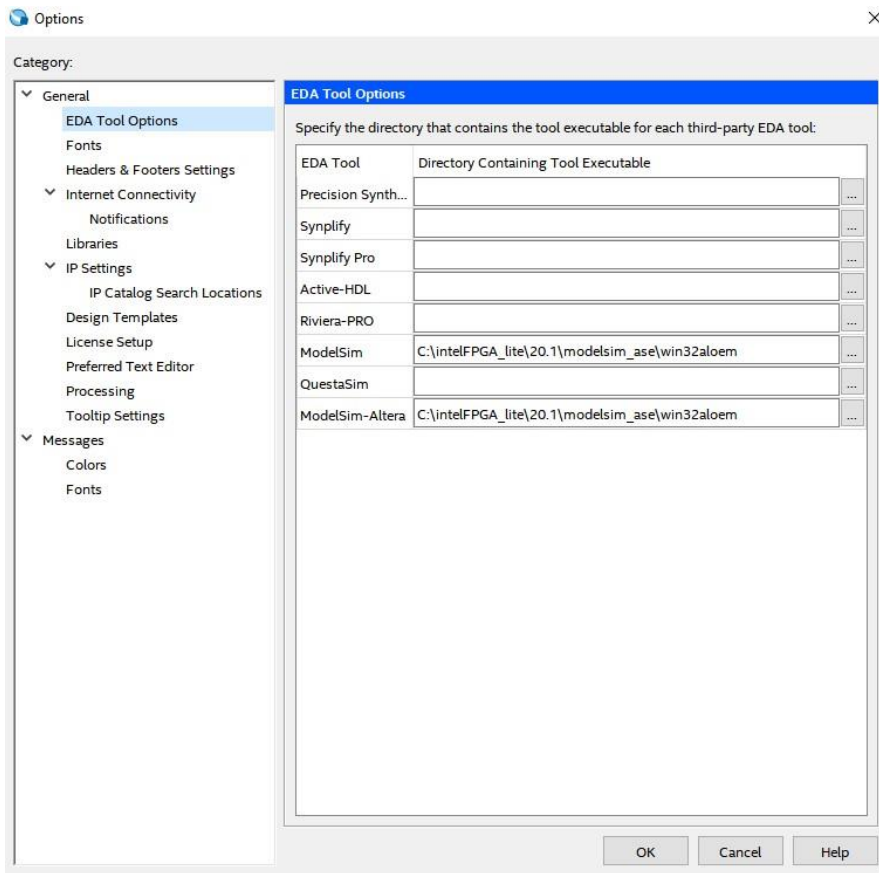 Options
Category:
General
EDA Tool Options
Fonts
Headers & Footers Settings
Internet Connectivity
Notifications
Libraries
IP Settings
IP Catalog Search Locations
Design Templates
License Setup
Preferred Text Editor
Processing
Tooltip Settings
Messages
Colors
Fonts
EDA Tool Options
Specify the directory that contains the tool executable for each third-party EDA tool:
EDA Tool Directory Containing Tool Executable
Precision Synth... ...
Synplify ...
Synplify Pro ...
Active-HDL ...
Riviera-PRO ...
ModelSim C:\intelFPGA_lite\20.1\modelsim_ase\win32aloem ...
QuestaSim ...
ModelSim-Altera C:\intelFPGA_lite\20.1\modelsim_ase\win32aloem ...
OK Cancel Help